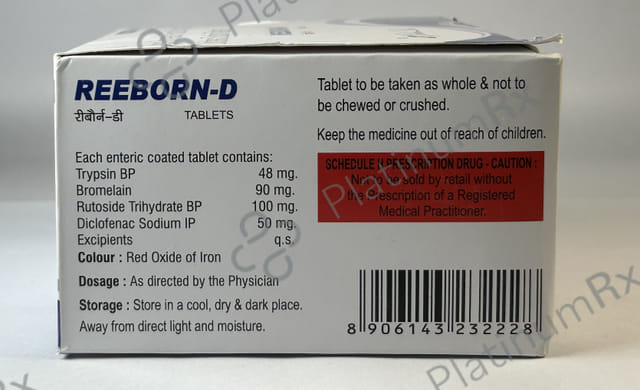 REEBORN-D
रीबौर्न-डी TABLETS
Each enteric coated tablet contains:
Trypsin BP 48 mg.
Bromelain 90 mg.
Rutoside Trihydrate BP 100 mg.
Diclofenac Sodium IP 50 mg.
Excipients q.s.
Colour : Red Oxide of Iron
Dosage : As directed by the Physician
Storage : Store in a cool, dry & dark place.
Away from direct light and moisture.
Tablet to be taken as whole & not to
be chewed or crushed.
Keep the medicine out of reach of children.
SCHEDULE H PRESCRIPTION DRUG - CAUTION :
Not to be sold by retail without
the Prescription of a Registered
Medical Practitioner.
8 906143 232228
PlatinumRx
PlatinumRx
PlatinumRx